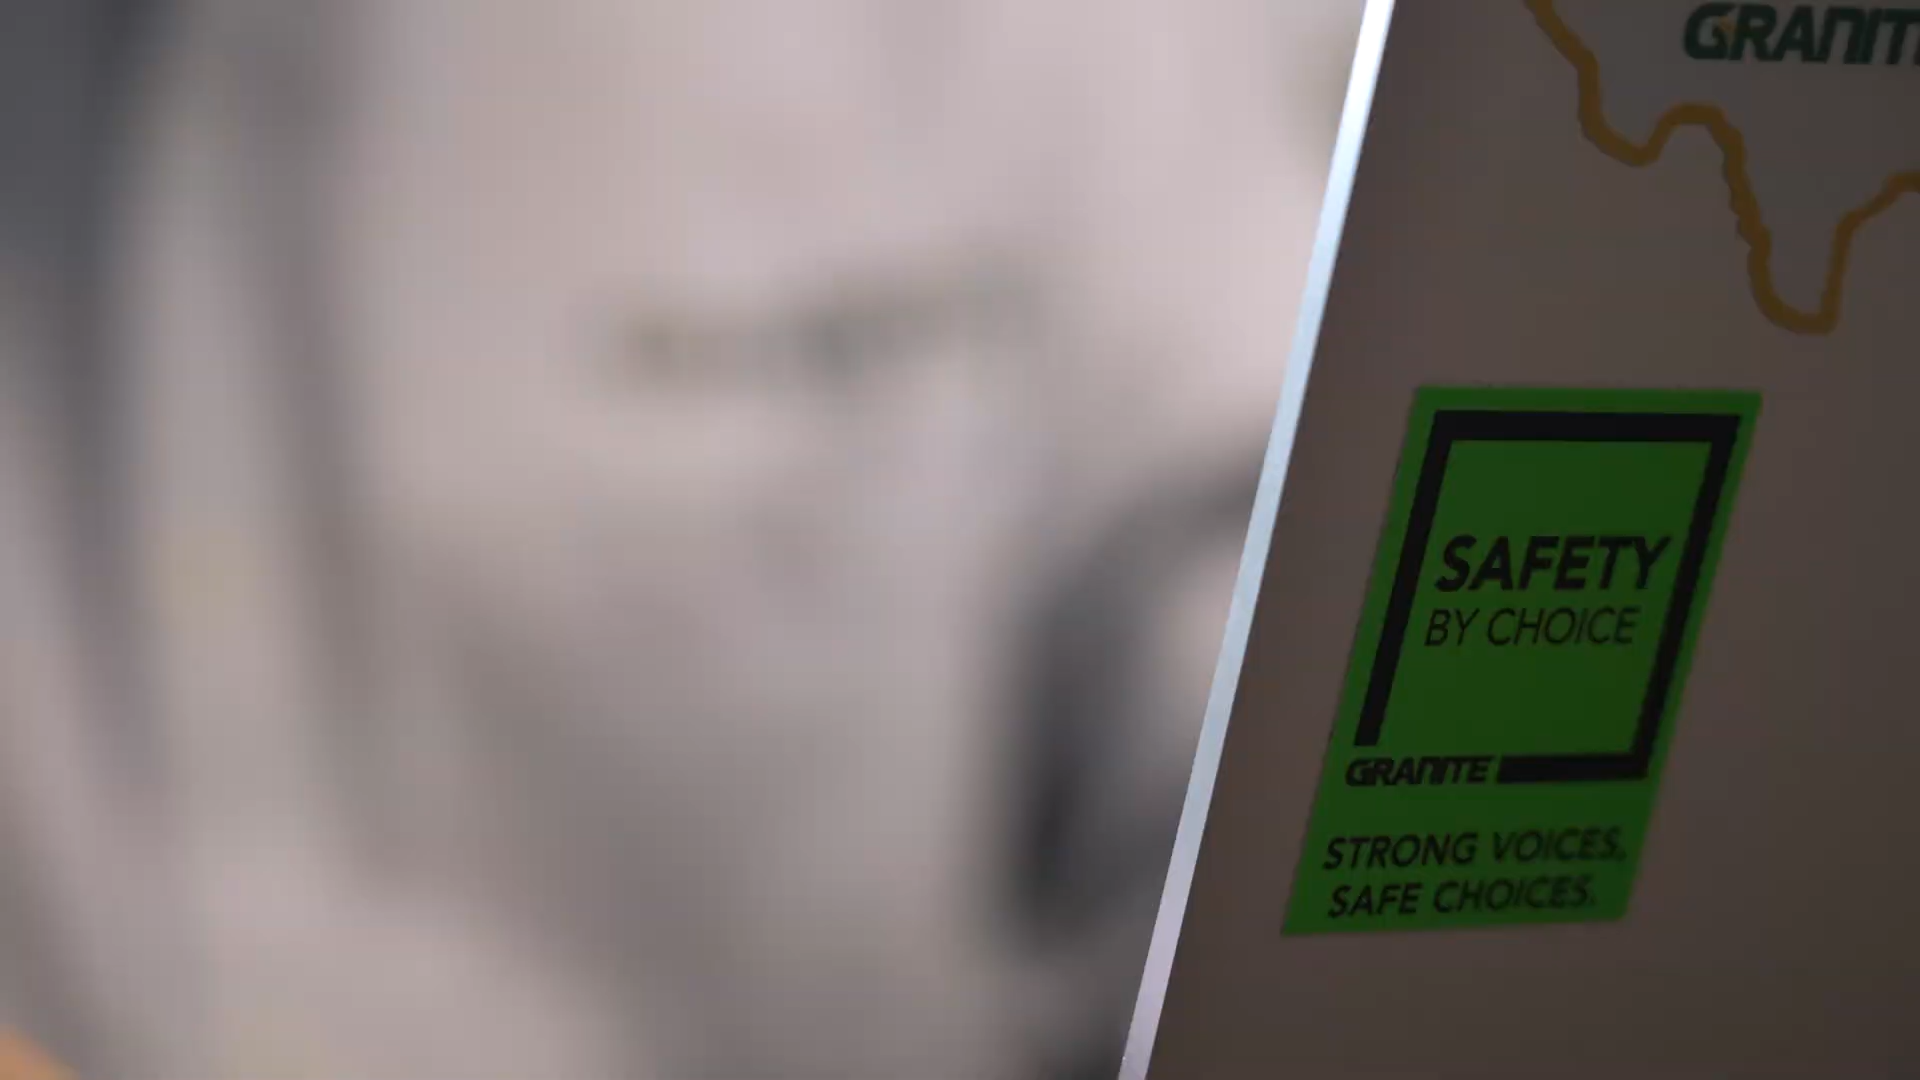 GRANITE
SAFETY
BY CHOICE
GRANITE
STRONG VOICES,
SAFE CHOICES.